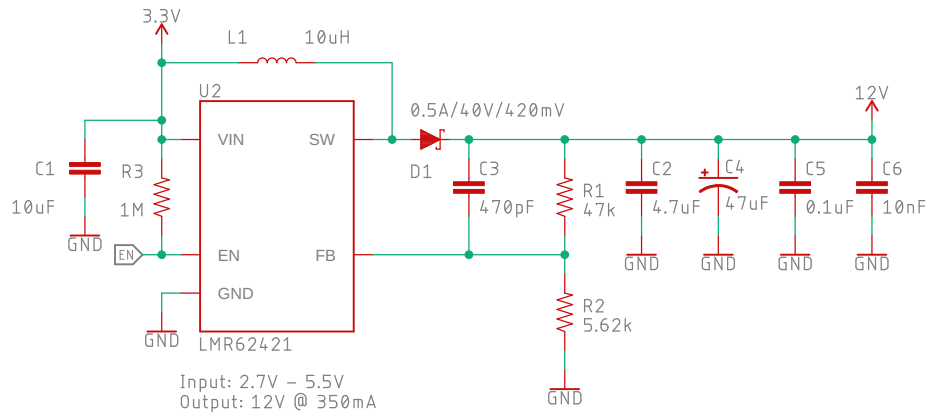 3.3V
L1 10uH
U2
0.5A/40V/420mV
12V
VIN SW
C1 R3 D1 C3 R1 C2 C4 C5 C6
+
10uF 1M 470pF 47k 4.7uF 47uF 0.1uF 10nF
GND
EN EN FB
GND GND GND GND
GND
R2
5.62k
GND LMR62421
Input: 2.7V – 5.5V
Output: 12V @ 350mA
GND